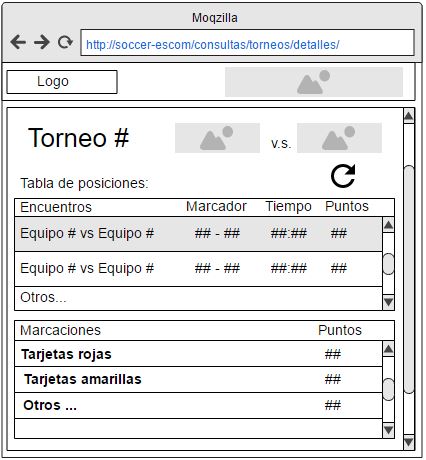 Moqzilla
http://soccer-escom/consultas/torneos/detalles/
Logo
Torneo #
v.s.
Tabla de posiciones:
Encuentros Marcador Tiempo Puntos
Equipo # vs Equipo # ## - ## ##:## ##
Equipo # vs Equipo # ## - ## ##:## ##
Otros...
Marcaciones Puntos
Tarjetas rojas ##
Tarjetas amarillas ##
Otros ... ##